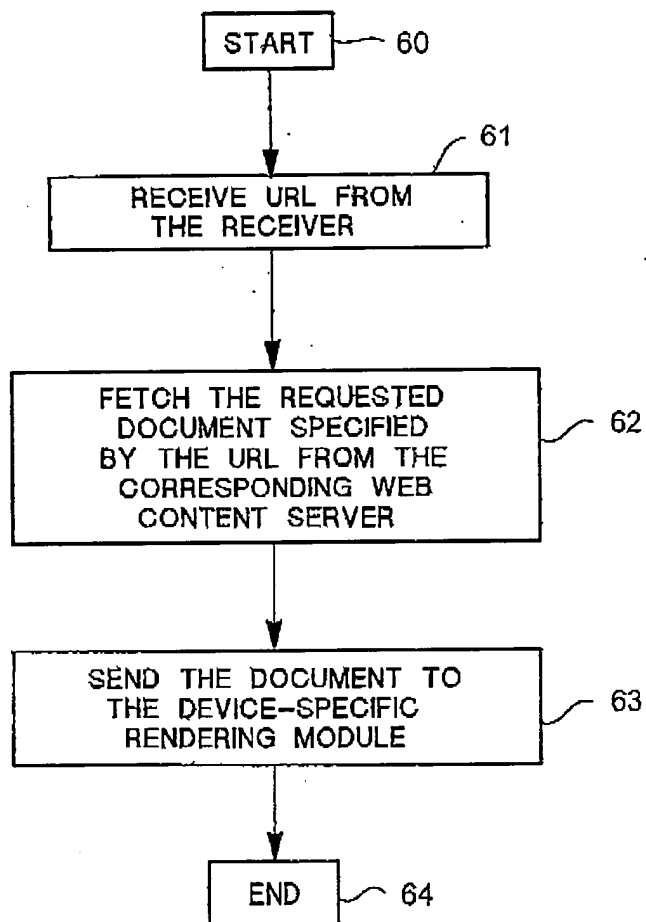 START
60
61
RECEIVE URL FROM
THE RECEIVER
FETCH THE REQUESTED
DOCUMENT SPECIFIED
BY THE URL FROM THE
CORRESPONDING WEB
CONTENT SERVER
62
SEND THE DOCUMENT TO
THE DEVICE-SPECIFIC
RENDERING MODULE
63
END
64